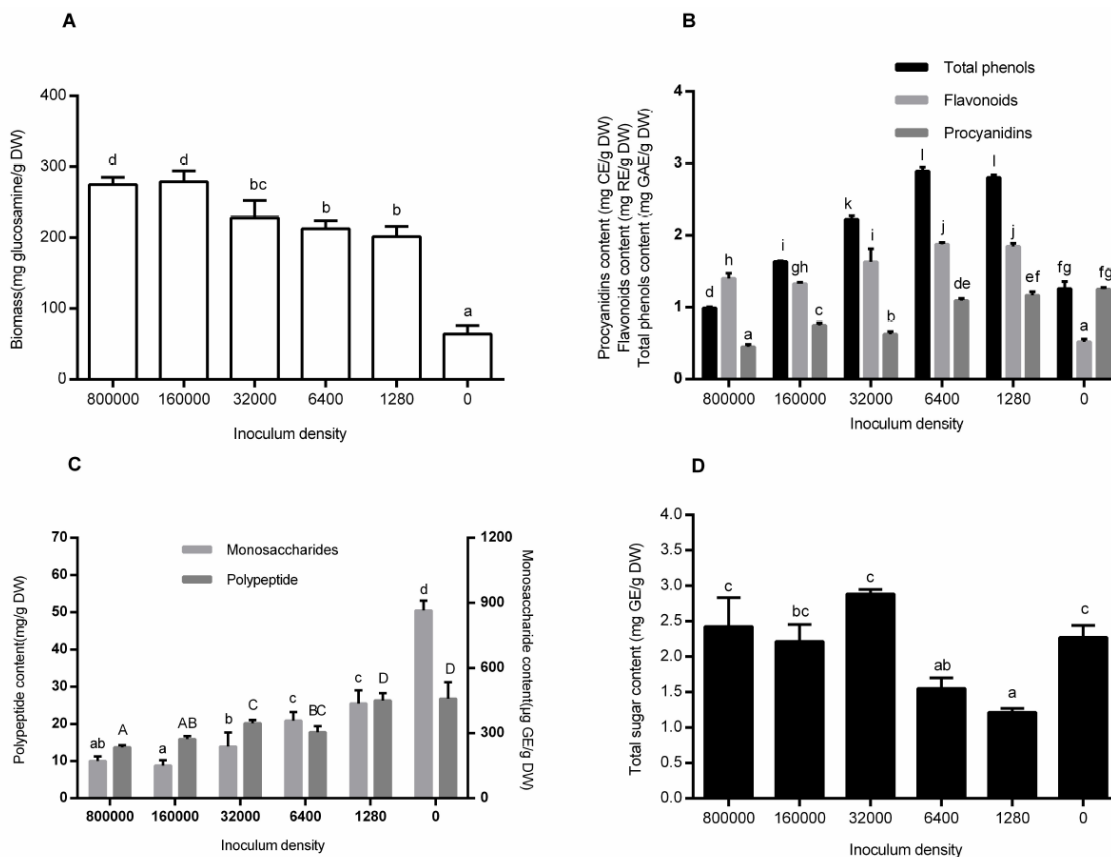 A
400
300
200
100
0
Biomass(mg glucosamine/g DW)
d
d
bc
b
b
a
800000
160000
32000
6400
1280
0
Inoculum density
B
Total phenols
Flavonoids
Procyanidins
4
3
2
1
0
Procyanidins content (mg CE/g DW)
Flavonoids content (mg RE/g DW)
Total phenols content (mg GAE/g DW)
d
h
a
i
gh
c
k
i
b
l
j
de
l
j
ef
fg
a
fg
800000
160000
32000
6400
1280
0
Inoculum density
C
Monosaccharides
Polypeptide
70
60
50
40
30
20
10
0
Polypeptide content(mg/g DW)
1200
900
600
300
0
Monosaccharide content(µg GE/g DW)
ab
A
a
AB
b
C
c
BC
c
D
d
D
800000
160000
32000
6400
1280
0
Inoculum density
D
4.0
3.5
3.0
2.5
2.0
1.5
1.0
0.5
0.0
Total sugar content (mg GE/g DW)
c
bc
c
ab
a
c
800000
160000
32000
6400
1280
0
Inoculum density